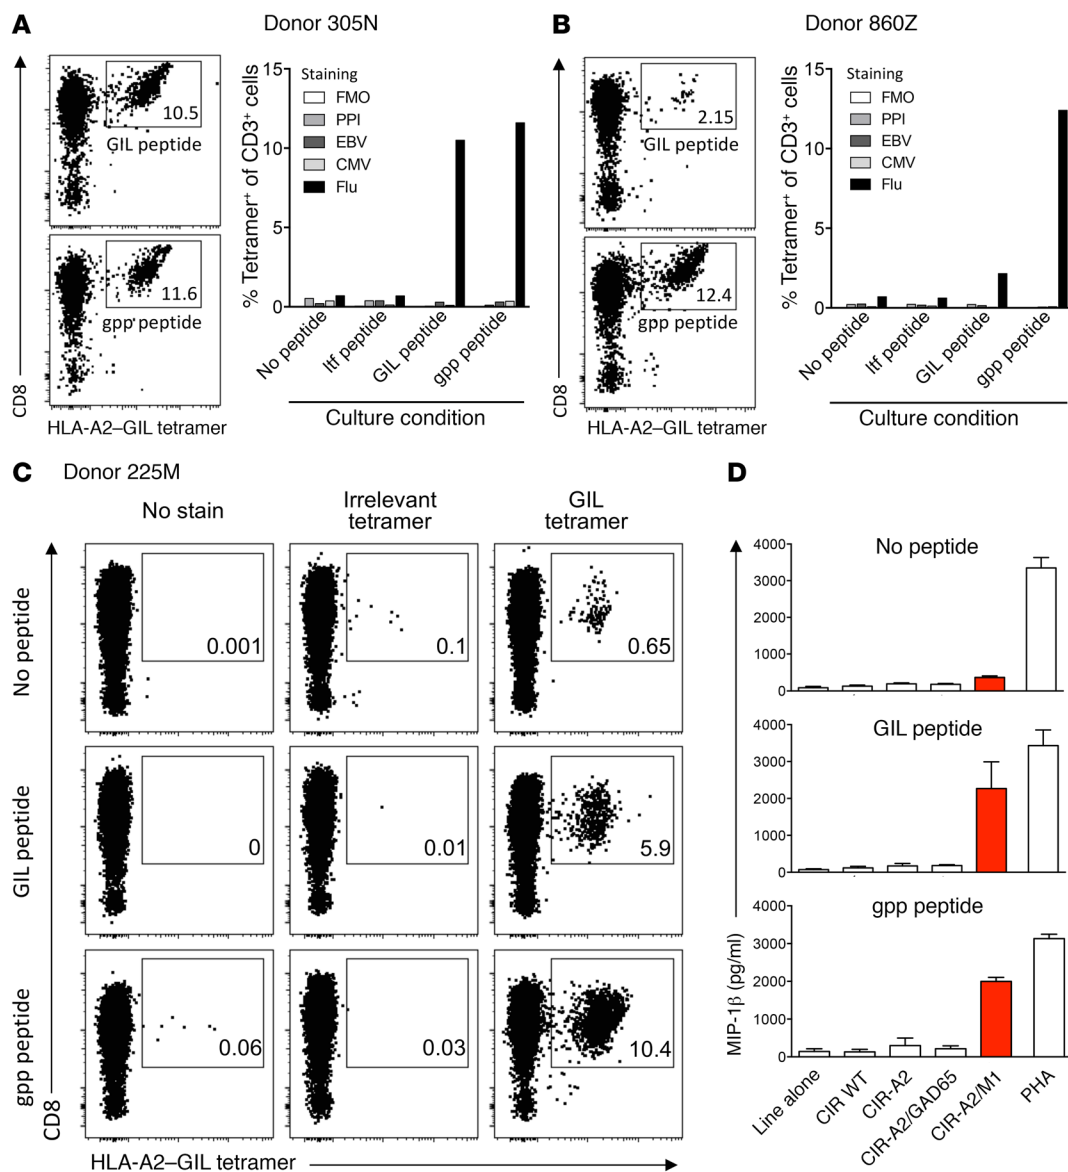 A
Donor 305N
10.5
GIL peptide
11.6
gpp peptide
CD8
HLA-A2–GIL tetramer
% Tetramer⁺ of CD3⁺ cells
15
10
5
0
Staining
FMO
PPI
EBV
CMV
Flu
No peptide
Itf peptide
GIL peptide
gpp peptide
Culture condition
B
Donor 860Z
2.15
GIL peptide
12.4
gpp peptide
CD8
HLA-A2–GIL tetramer
% Tetramer⁺ of CD3⁺ cells
15
10
5
0
Staining
FMO
PPI
EBV
CMV
Flu
No peptide
Itf peptide
GIL peptide
gpp peptide
Culture condition
C
Donor 225M
No stain
Irrelevant
tetramer
GIL
tetramer
No peptide
0.001
0.1
0.65
GIL peptide
0
0.01
5.9
gpp peptide
0.06
0.03
10.4
CD8
HLA-A2–GIL tetramer
D
No peptide
4000
3000
2000
1000
0
GIL peptide
4000
3000
2000
1000
0
gpp peptide
4000
3000
2000
1000
0
MIP-1β (pg/ml)
Line alone
CIR WT
CIR-A2
CIR-A2/GAD65
CIR-A2/M1
PHA